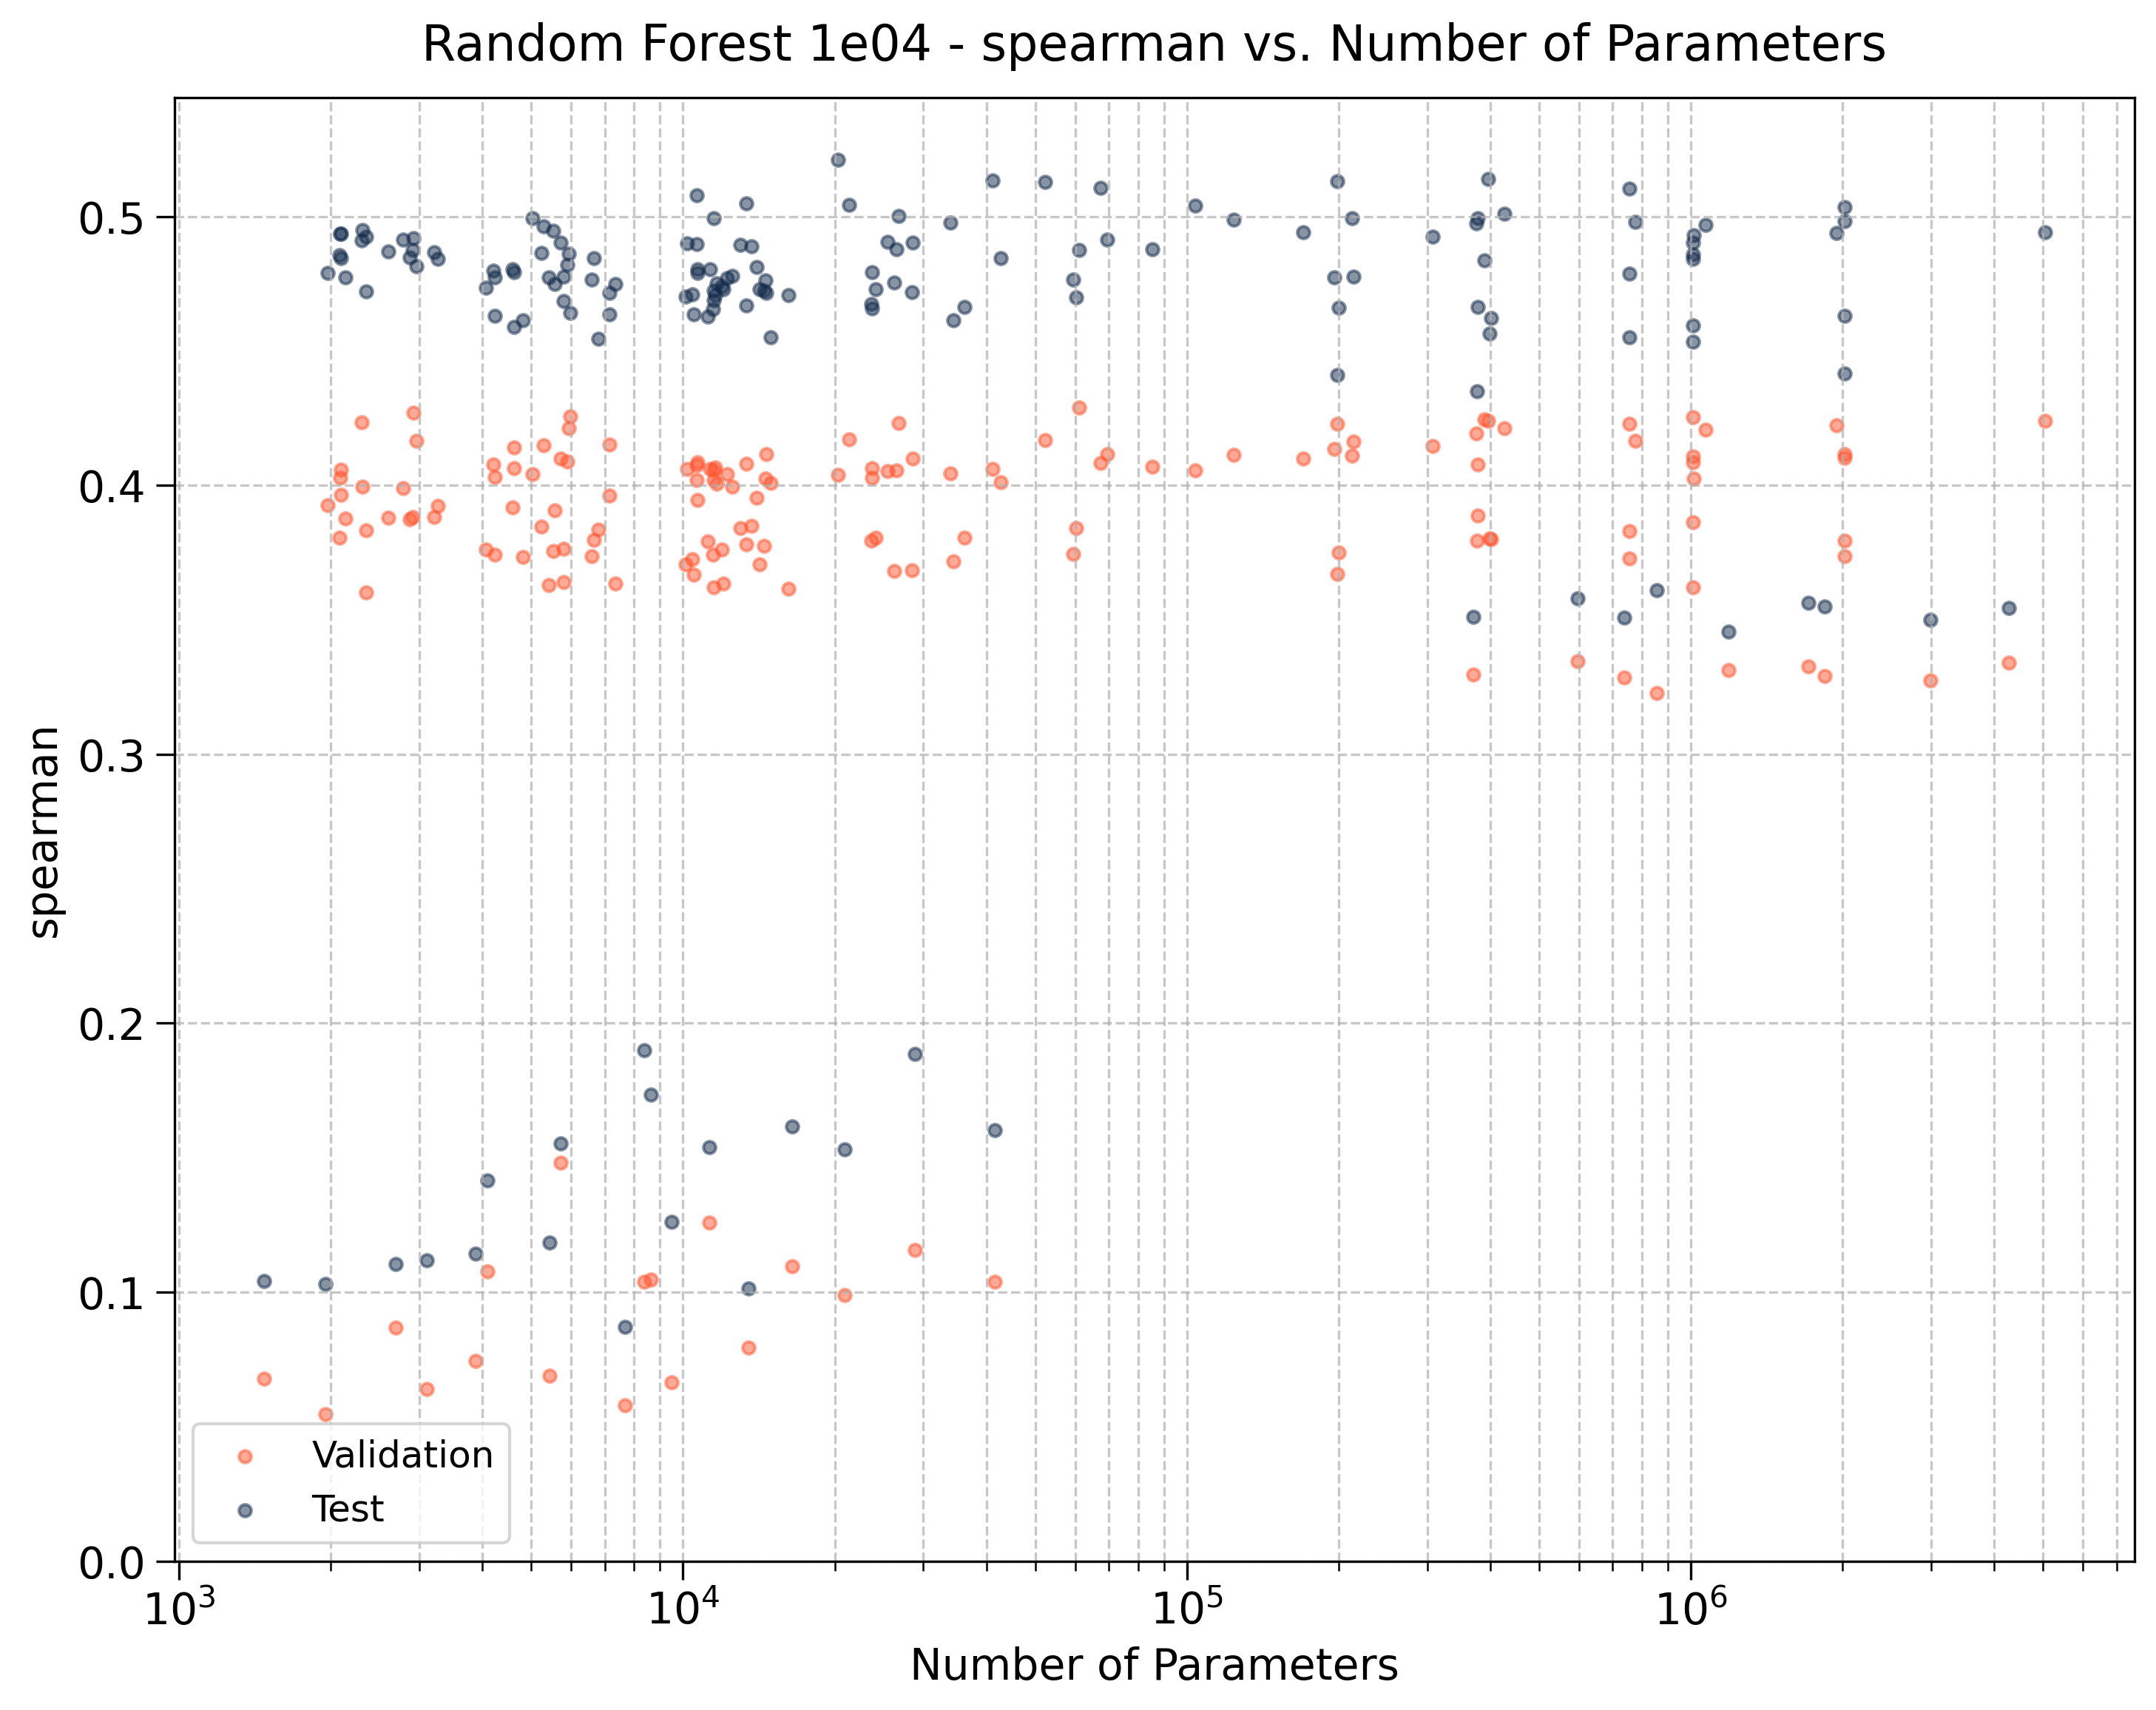 Random Forest 1e04 - spearman vs. Number of Parameters
spearman
0.5
0.4
0.3
0.2
0.1
0.0
Validation
Test
10³ 10⁴ 10⁵ 10⁶
Number of Parameters